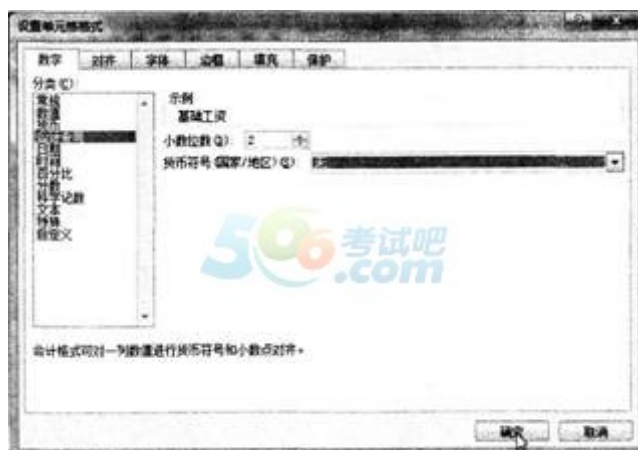 设置单元格格式
数字 对齐 字体 边框 填充 保护
分类(C):
常规
数值
货币
日期
时间
百分比
分数
科学记数
文本
特殊
自定义
示例
基础工资
小数位数(D): 2
货币符号(国家/地区)(S):
506考试吧
.com
会计格式可对一列数值进行货币符号和小数点对齐。
确定 取消